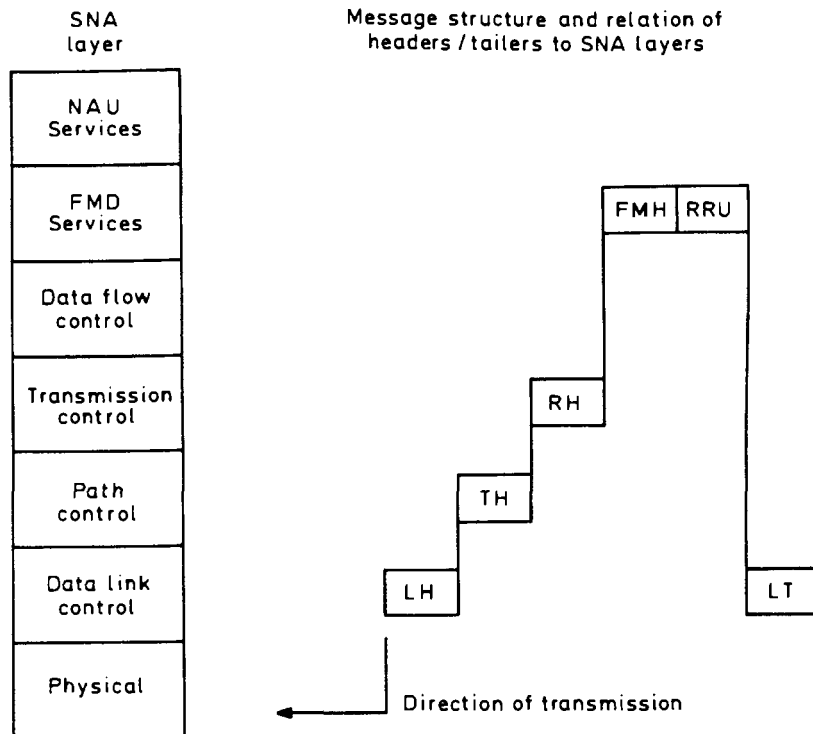 SNA
layer
Message structure and relation of
headers/tailers to SNA layers
NAU
Services
FMD
Services
FMH
RRU
Data flow
control
Transmission
control
RH
Path
control
TH
Data link
control
LH
LT
Physical
Direction of transmission